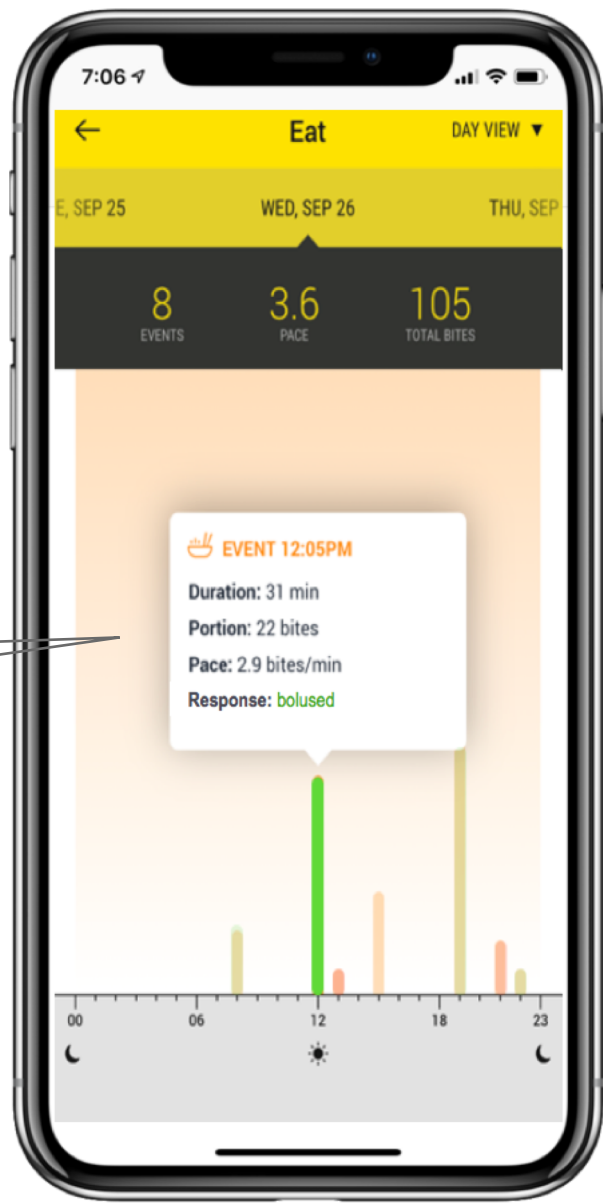 7:06
Eat
DAY VIEW ▼
E, SEP 25
WED, SEP 26
THU, SEP
8
3.6
105
EVENTS
PACE
TOTAL BITES
EVENT 12:05PM
Duration: 31 min
Portion: 22 bites
Pace: 2.9 bites/min
Response: bolused
00
06
12
18
23